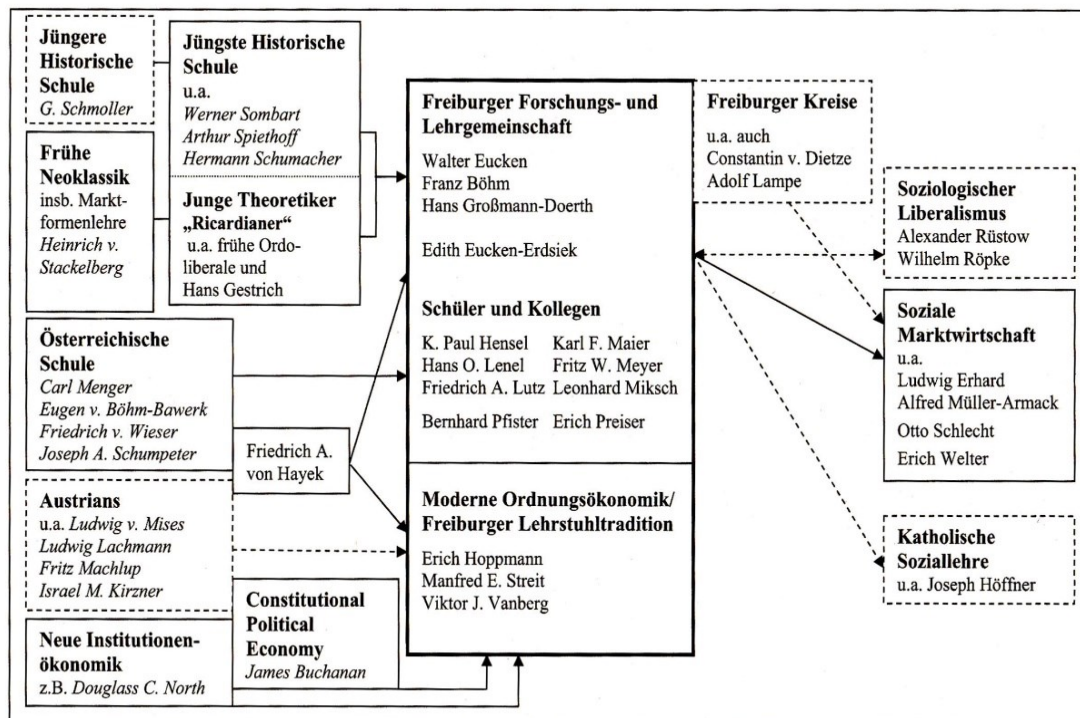 Jüngere
Historische
Schule
G. Schmoller
Jüngste Historische
Schule
u.a.
Werner Sombart
Arthur Spiethoff
Hermann Schumacher
Frühe
Neoklassik
insb. Markt-
formenlehre
Heinrich v.
Stackelberg
Junge Theoretiker
„Ricardianer“
u.a. frühe Ordo-
liberale und
Hans Gestrich
Österreichische
Schule
Carl Menger
Eugen v. Böhm-Bawerk
Friedrich v. Wieser
Joseph A. Schumpeter
Friedrich A.
von Hayek
Austrians
u.a. Ludwig v. Mises
Ludwig Lachmann
Fritz Machlup
Israel M. Kirzner
Neue Institutionen-
ökonomik
z.B. Douglass C. North
Constitutional
Political
Economy
James Buchanan
Freiburger Forschungs- und
Lehrgemeinschaft
Walter Eucken
Franz Böhm
Hans Großmann-Doerth
Edith Eucken-Erdsiek
Schüler und Kollegen
K. Paul Hensel Karl F. Maier
Hans O. Lenel Fritz W. Meyer
Friedrich A. Lutz Leonhard Miksch
Bernhard Pfister Erich Preiser
Moderne Ordnungsökonomik/
Freiburger Lehrstuhltradition
Erich Hoppmann
Manfred E. Streit
Viktor J. Vanberg
Freiburger Kreise
u.a. auch
Constantin v. Dietze
Adolf Lampe
Soziologischer
Liberalismus
Alexander Rüstow
Wilhelm Röpke
Soziale
Marktwirtschaft
u.a.
Ludwig Erhard
Alfred Müller-Armack
Otto Schlecht
Erich Welter
Katholische
Soziallehre
u.a. Joseph Höffner